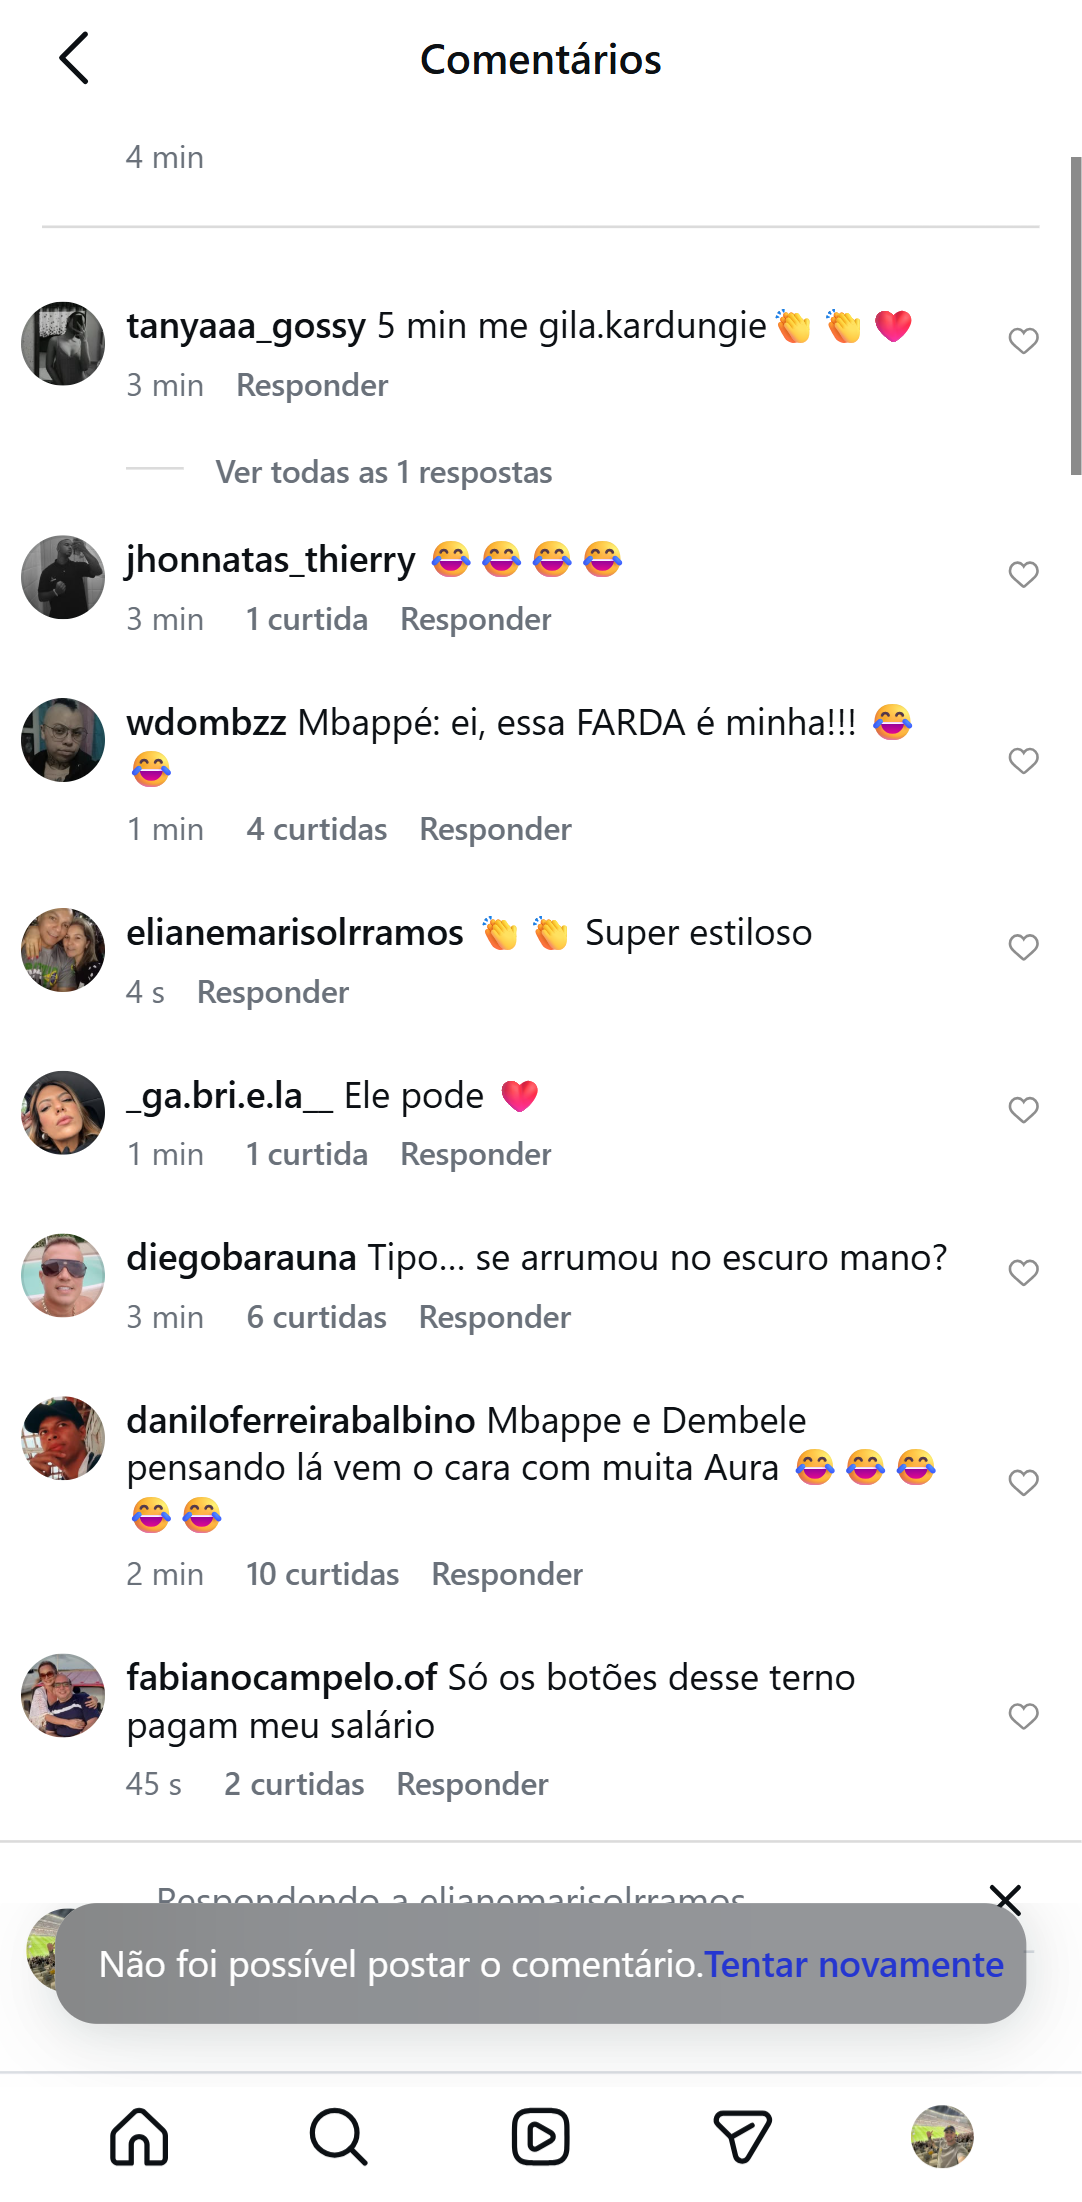 Comentários
4 min
tanyaaa_gossy 5 min me gila.kardungie👏 👏 ❤️
3 min Responder
Ver todas as 1 respostas
jhonnatas_thierry 😂 😂 😂 😂
3 min 1 curtida Responder
wdombzz Mbappé: ei, essa FARDA é minha!!! 😂
😂
1 min 4 curtidas Responder
elianemarisolrramos 👏 👏 Super estiloso
4 s Responder
_ga.bri.e.la__ Ele pode ❤️
1 min 1 curtida Responder
diegobarauna Tipo... se arrumou no escuro mano?
3 min 6 curtidas Responder
daniloferreirabalbino Mbappe e Dembele
pensando lá vem o cara com muita Aura 😂 😂 😂
😂 😂
2 min 10 curtidas Responder
fabianocampelo.of Só os botões desse terno
pagam meu salário
45 s 2 curtidas Responder
Respondendo a elianemarisolrramos
Não foi possível postar o comentário.Tentar novamente